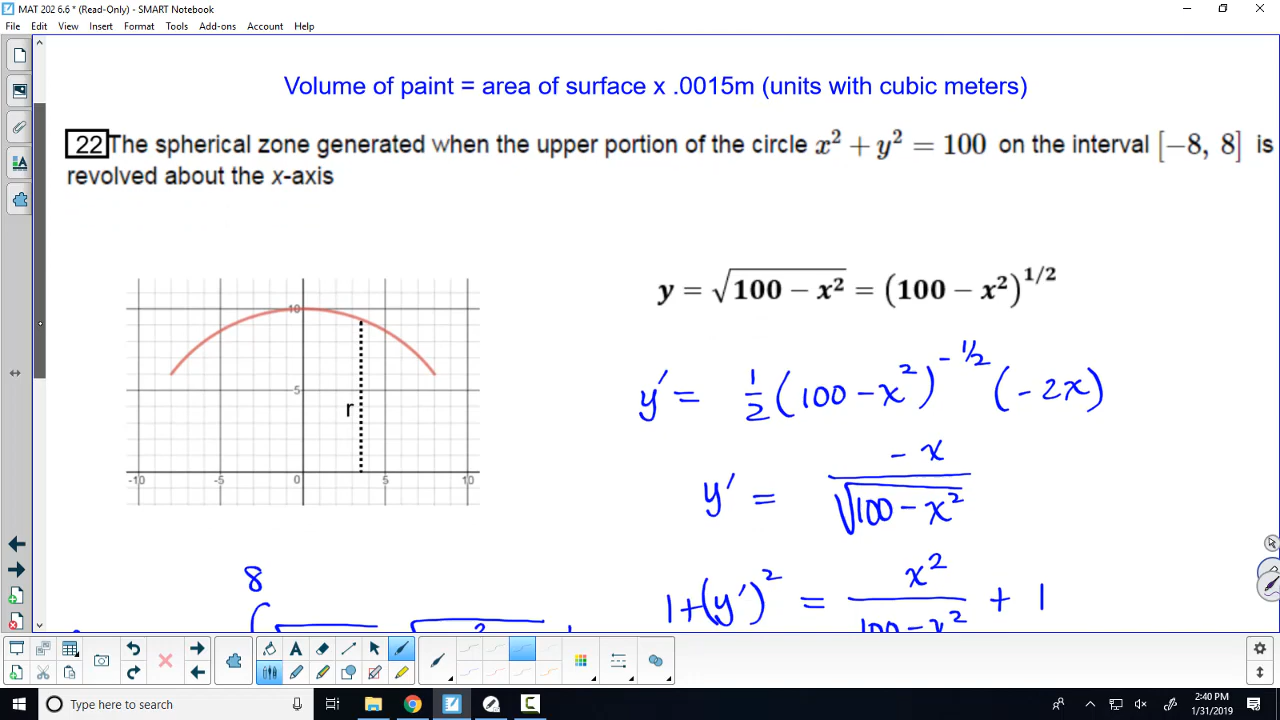 MAT 202 6.6 * (Read-Only) - SMART Notebook
File Edit View Insert Format Tools Add-ons Account Help
Volume of paint = area of surface x .0015m (units with cubic meters)
22 The spherical zone generated when the upper portion of the circle x² + y² = 100 on the interval [−8, 8] is
revolved about the x-axis
y = √(100 − x²) = (100 − x²)^1/2
10
5
r
-10 -5 0 5 10
y' = 1/2 (100 − x²)^−1/2 (−2x)
y' = −x / √(100 − x²)
8
1+(y')² = x² / (100 − x²) + 1
Type here to search
2:40 PM
1/31/2019